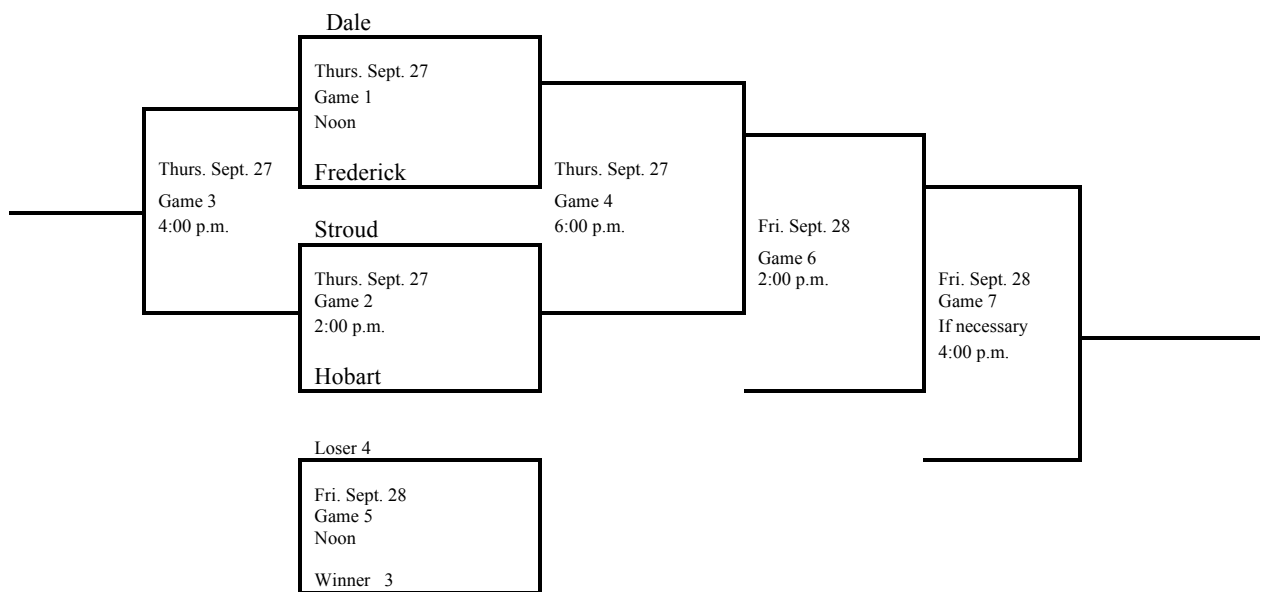 Dale
Thurs. Sept. 27
Game 1
Noon
Frederick
Thurs. Sept. 27
Game 3
4:00 p.m.
Thurs. Sept. 27
Game 4
6:00 p.m.
Stroud
Thurs. Sept. 27
Game 2
2:00 p.m.
Hobart
Fri. Sept. 28
Game 6
2:00 p.m.
Fri. Sept. 28
Game 7
If necessary
4:00 p.m.
Loser 4
Fri. Sept. 28
Game 5
Noon
Winner 3